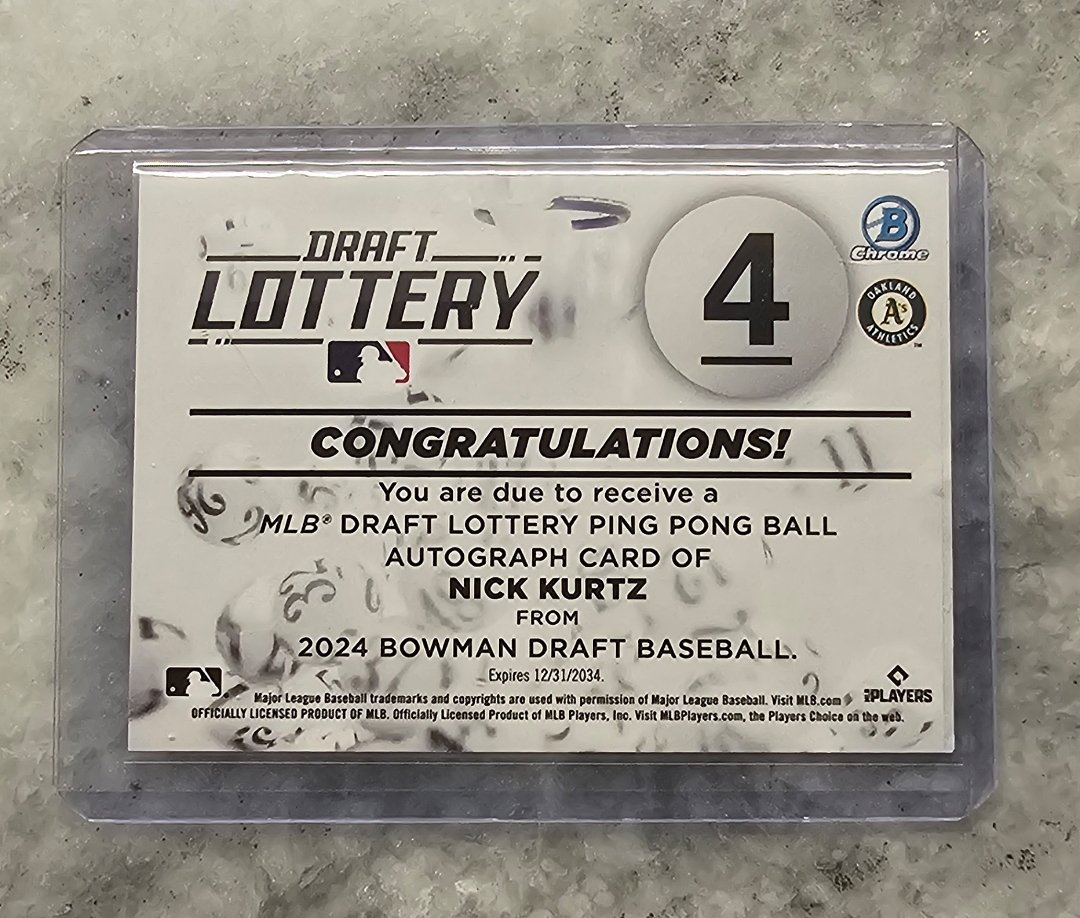 DRAFT
LOTTERY
4
B
Chrome
OAKLAND
A's
ATHLETICS
TM
CONGRATULATIONS!
You are due to receive a
MLB® DRAFT LOTTERY PING PONG BALL
AUTOGRAPH CARD OF
NICK KURTZ
FROM
2024 BOWMAN DRAFT BASEBALL.
Expires 12/31/2034.
Major League Baseball trademarks and copyrights are used with permission of Major League Baseball. Visit MLB.com
OFFICIALLY LICENSED PRODUCT OF MLB. Officially Licensed Product of MLB Players, Inc. Visit MLBPlayers.com, the Players Choice on the web.
PLAYERS